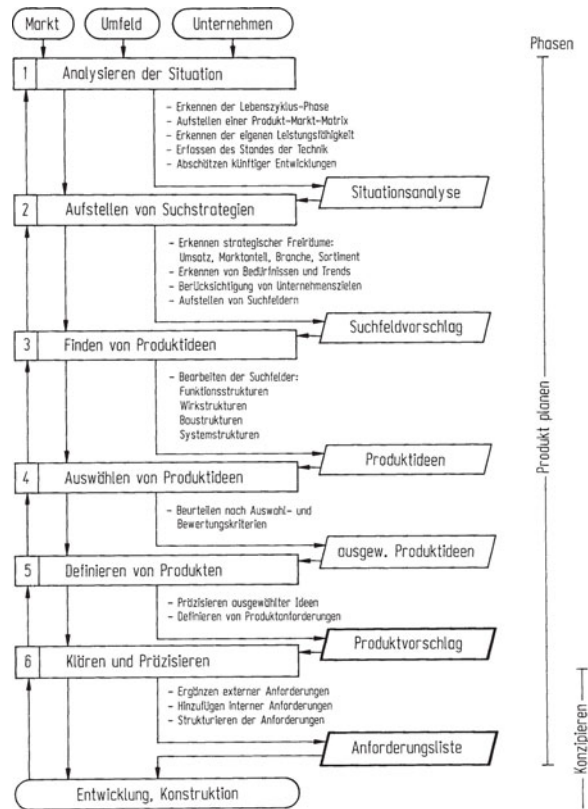 Markt Umfeld Unternehmen
Phasen
1 Analysieren der Situation
- Erkennen der Lebenszyklus-Phase
- Aufstellen einer Produkt-Markt-Matrix
- Erkennen der eigenen Leistungsfähigkeit
- Erfassen des Standes der Technik
- Abschätzen künftiger Entwicklungen
Situationsanalyse
2 Aufstellen von Suchstrategien
- Erkennen strategischer Freiräume:
Umsatz, Marktanteil, Branche, Sortiment
- Erkennen von Bedürfnissen und Trends
- Berücksichtigung von Unternehmenszielen
- Aufstellen von Suchfeldern
Suchfeldvorschlag
3 Finden von Produktideen
- Bearbeiten der Suchfelder:
Funktionsstrukturen
Wirkstrukturen
Baustrukturen
Systemstrukturen
Produktideen
4 Auswählen von Produktideen
- Beurteilen nach Auswahl- und
Bewertungskriterien
ausgew. Produktideen
5 Definieren von Produkten
- Präzisieren ausgewählter Ideen
- Definieren von Produktanforderungen
Produktvorschlag
6 Klären und Präzisieren
- Ergänzen externer Anforderungen
- Hinzufügen interner Anforderungen
- Strukturieren der Anforderungen
Anforderungsliste
Entwicklung, Konstruktion
Produkt planen
Konzipieren